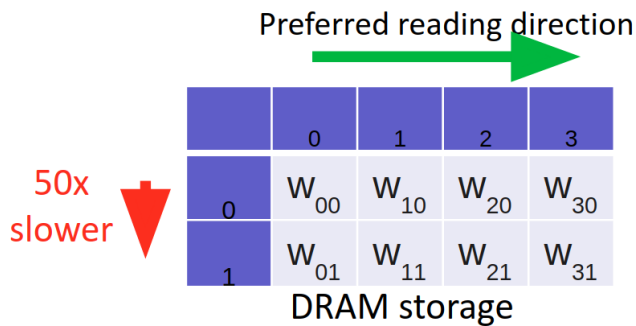 Preferred reading direction
0 1 2 3
50x
slower
0 W00 W10 W20 W30
1 W01 W11 W21 W31
DRAM storage